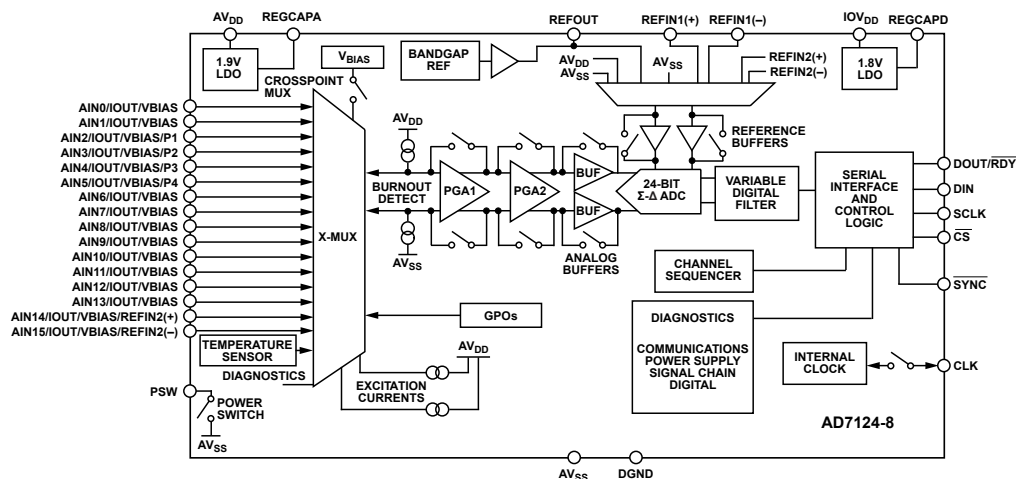 AVDD
REGCAPA
REFOUT
REFIN1(+)
REFIN1(–)
IOVDD
REGCAPD
1.9V
LDO
VBIAS
CROSSPOINT
MUX
BANDGAP
REF
AVDD
AVSS
AVSS
REFIN2(+)
REFIN2(–)
1.8V
LDO
REFERENCE
BUFFERS
AIN0/IOUT/VBIAS
AIN1/IOUT/VBIAS
AIN2/IOUT/VBIAS/P1
AIN3/IOUT/VBIAS/P2
AIN4/IOUT/VBIAS/P3
AIN5/IOUT/VBIAS/P4
AIN6/IOUT/VBIAS
AIN7/IOUT/VBIAS
AIN8/IOUT/VBIAS
AIN9/IOUT/VBIAS
AIN10/IOUT/VBIAS
AIN11/IOUT/VBIAS
AIN12/IOUT/VBIAS
AIN13/IOUT/VBIAS
AIN14/IOUT/VBIAS/REFIN2(+)
AIN15/IOUT/VBIAS/REFIN2(–)
X-MUX
AVDD
BURNOUT
DETECT
AVSS
PGA1
PGA2
BUF
BUF
ANALOG
BUFFERS
24-BIT
Σ-Δ ADC
VARIABLE
DIGITAL
FILTER
SERIAL
INTERFACE
AND
CONTROL
LOGIC
DOUT/RDY
DIN
SCLK
CS
SYNC
CHANNEL
SEQUENCER
GPOs
TEMPERATURE
SENSOR
DIAGNOSTICS
EXCITATION
CURRENTS
AVDD
DIAGNOSTICS
COMMUNICATIONS
POWER SUPPLY
SIGNAL CHAIN
DIGITAL
INTERNAL
CLOCK
CLK
PSW
POWER
SWITCH
AVSS
AD7124-8
AVSS
DGND